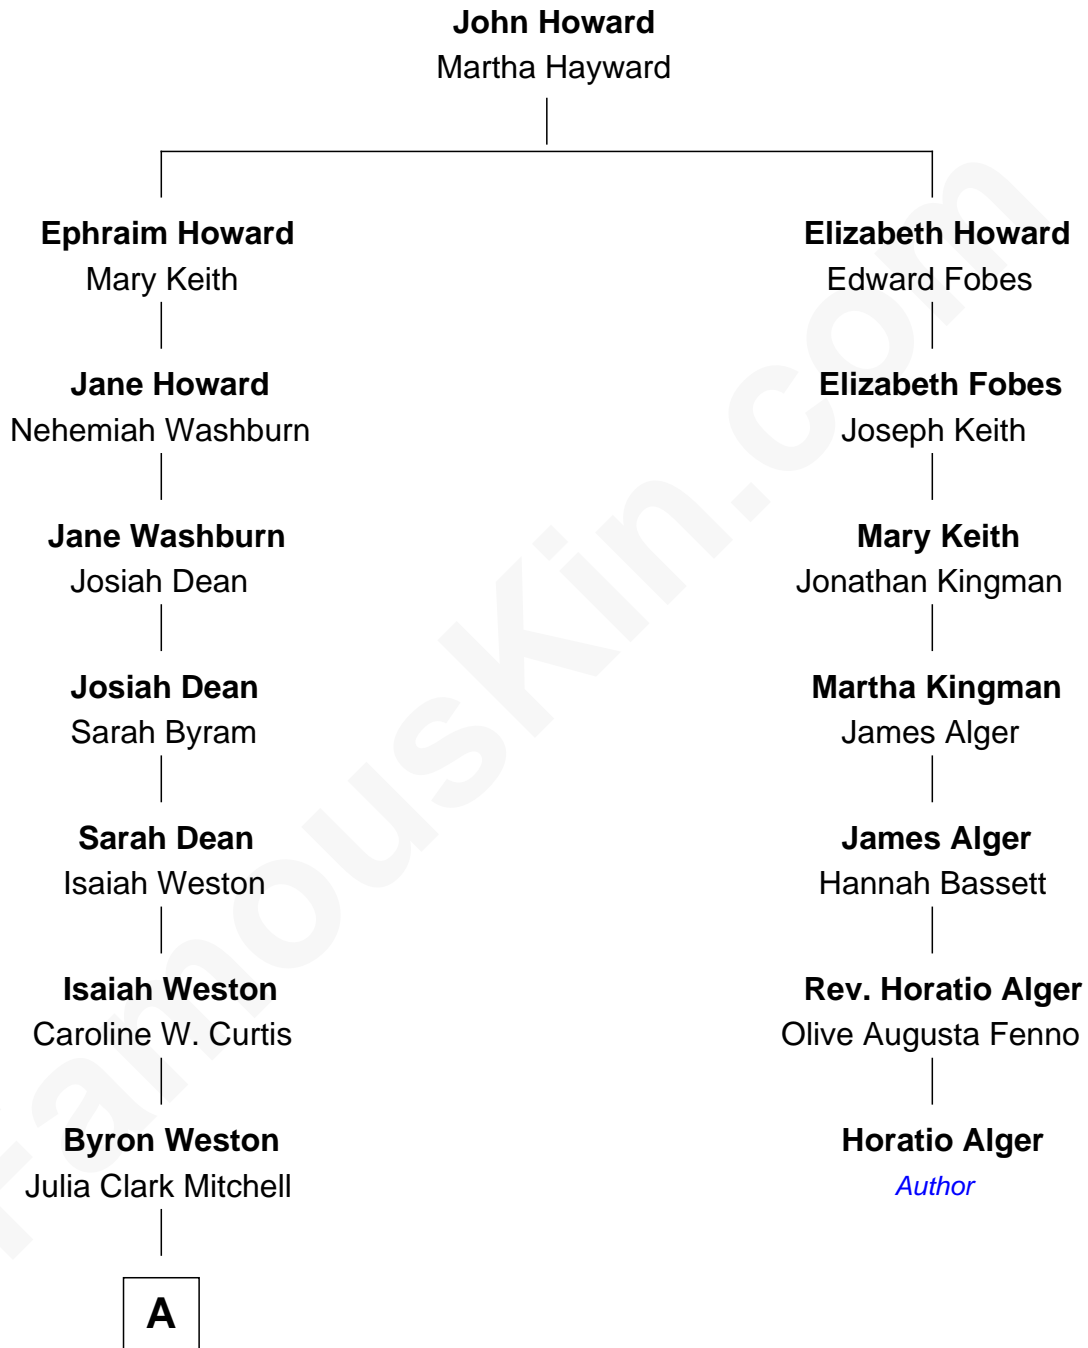 John Howard
Martha Hayward
Ephraim Howard
Mary Keith
Elizabeth Howard
Edward Fobes
Jane Howard
Nehemiah Washburn
Elizabeth Fobes
Joseph Keith
Jane Washburn
Josiah Dean
Mary Keith
Jonathan Kingman
Josiah Dean
Sarah Byram
Martha Kingman
James Alger
Sarah Dean
Isaiah Weston
James Alger
Hannah Bassett
Isaiah Weston
Caroline W. Curtis
Rev. Horatio Alger
Olive Augusta Fenno
Byron Weston
Julia Clark Mitchell
Horatio Alger
Author
A
FamousKin.com